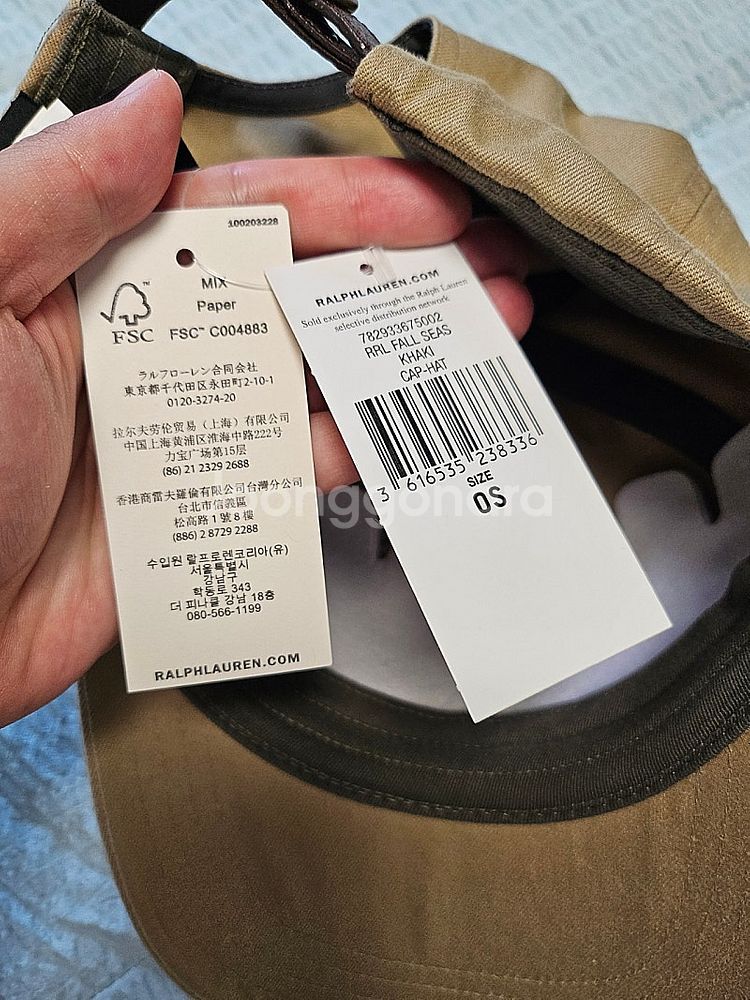 100203228
MIX
Paper
FSC™ C004883
FSC
ラルフローレン合同会社
東京都千代田区永田町2-10-1
0120-3274-20
拉尔夫劳伦贸易（上海）有限公司
中国上海黄浦区淮海中路222号
力宝广场第15层
(86) 21 2329 2688
香港商雷夫羅倫有限公司台灣分公司
台北市信義區
松高路1號8樓
(886) 2 8729 2288
수입원 랄프로렌코리아(유)
서울특별시
강남구
학동로 343
더 피나클 강남 18층
080-566-1199
RALPHLAUREN.COM
RALPHLAUREN.COM
Sold exclusively through the Ralph Lauren
selective distribution network
782933675002
RRL FALL SEAS
KHAKI
CAP-HAT
3 616535 238336
SIZE
OS